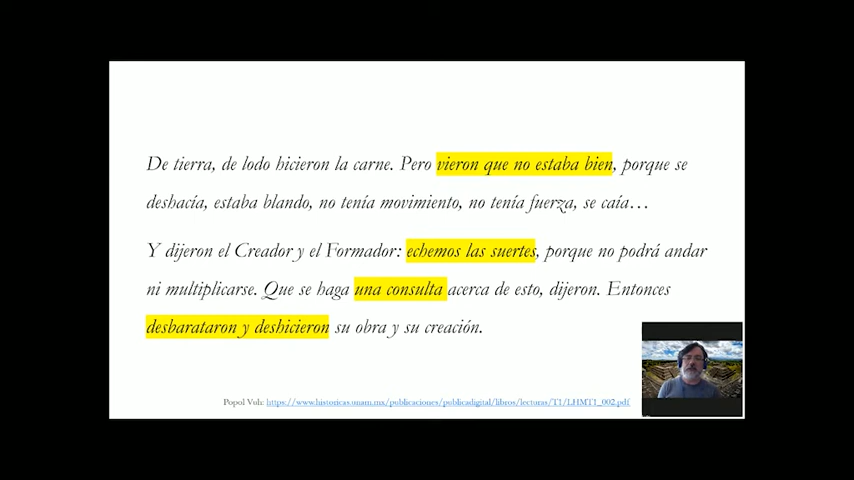 De tierra, de lodo hicieron la carne. Pero vieron que no estaba bien, porque se
deshacía, estaba blando, no tenía movimiento, no tenía fuerza, se caía…
Y dijeron el Creador y el Formador: echemos las suertes, porque no podrá andar
ni multiplicarse. Que se haga una consulta acerca de esto, dijeron. Entonces
desbarataron y deshicieron su obra y su creación.
Popol Vuh: https://www.historicas.unam.mx/publicaciones/publicadigital/libros/lecturas/T1/LHMT1_002.pdf